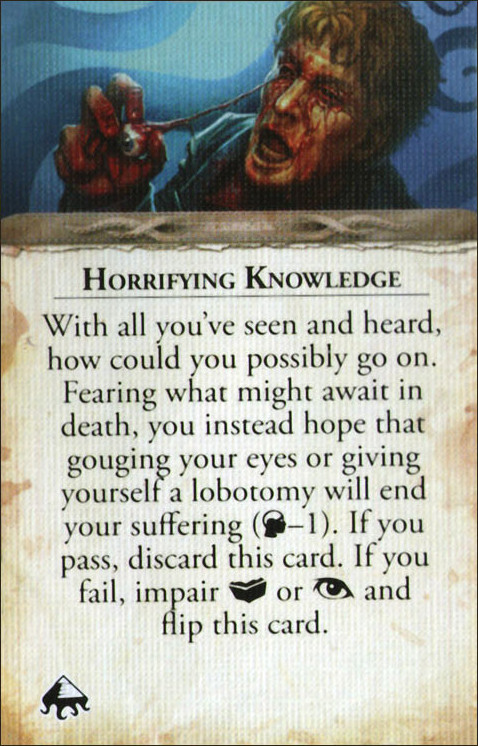 Horrifying Knowledge
With all you've seen and heard,
how could you possibly go on.
Fearing what might await in
death, you instead hope that
gouging your eyes or giving
yourself a lobotomy will end
your suffering (–1). If you
pass, discard this card. If you
fail, impair or and
flip this card.